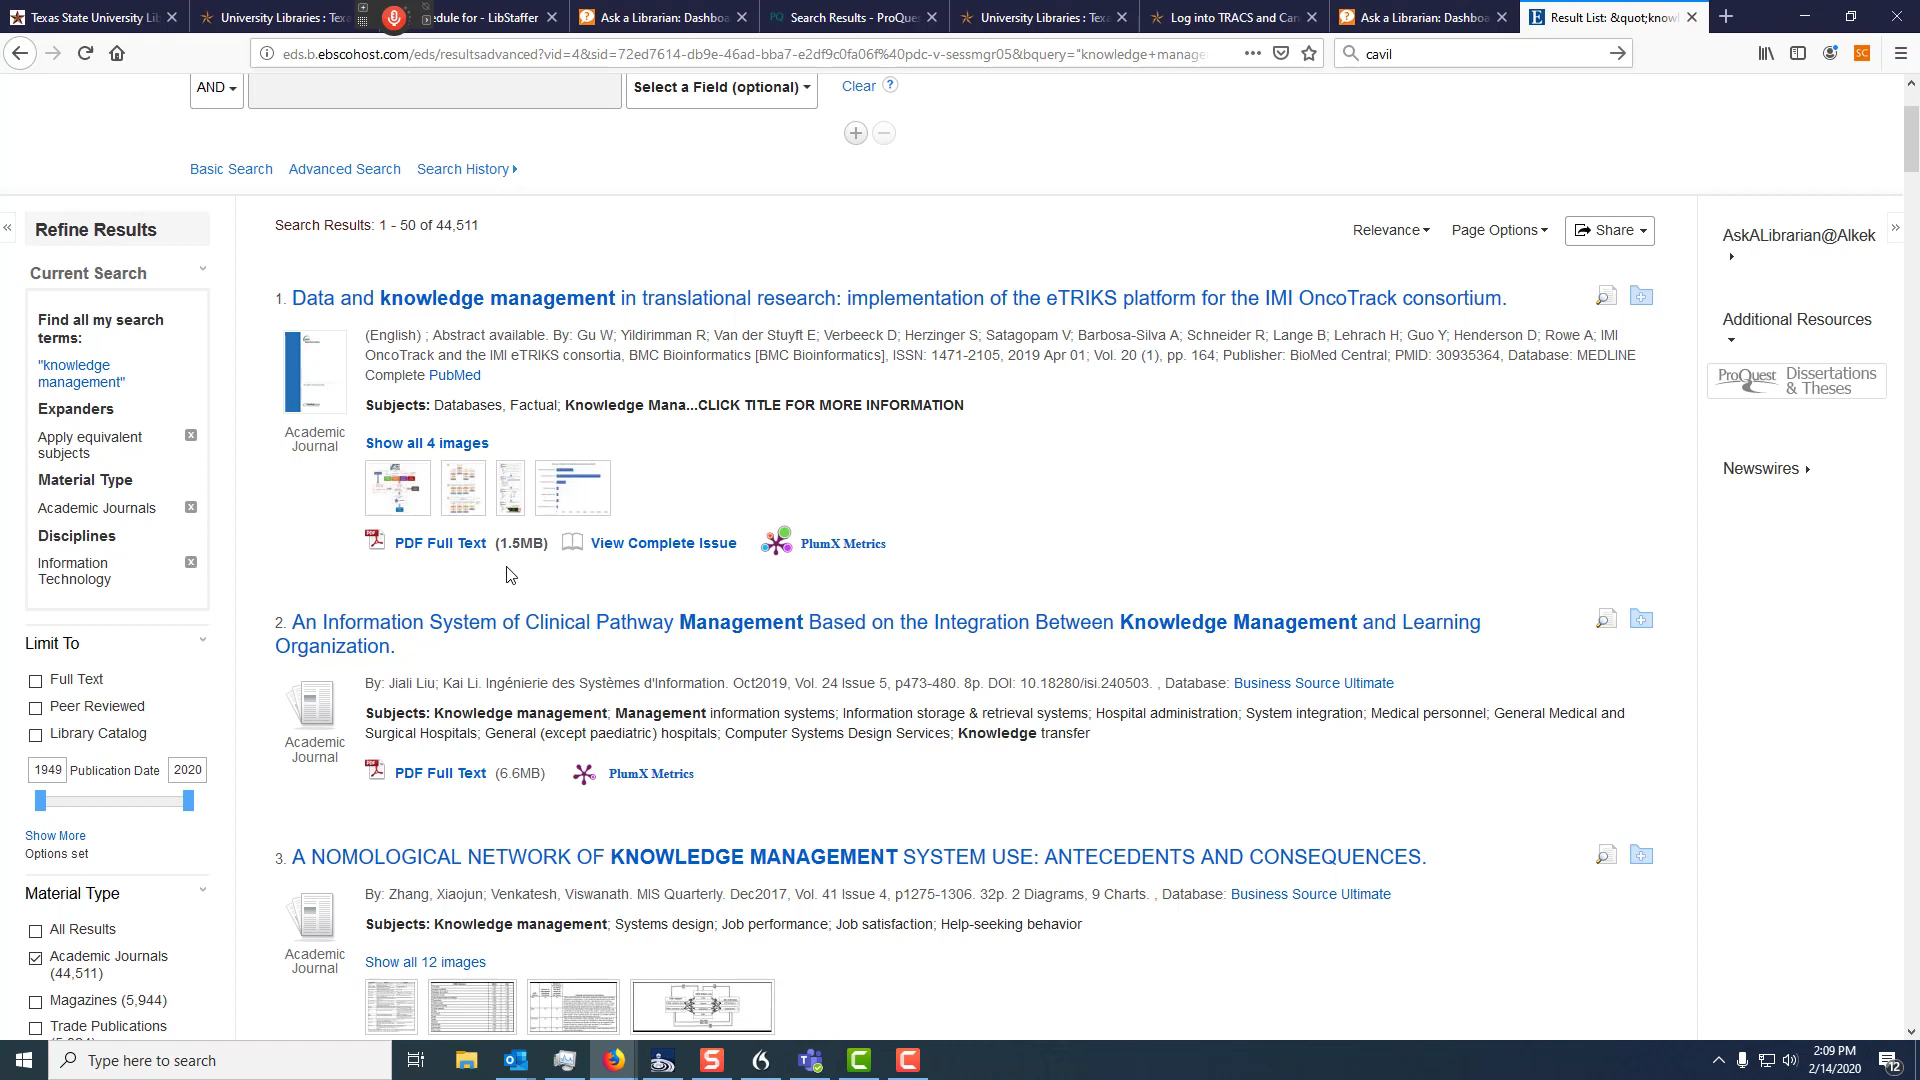 Texas State University Li
University Libraries : Texa
edule for - LibStaffer
Ask a Librarian: Dashboa
Search Results - ProQues
University Libraries : Texa
Log into TRACS and Can
Ask a Librarian: Dashboa
Result List: &quot;knowl
eds.b.ebscohost.com/eds/resultsadvanced?vid=4&sid=72ed7614-db9e-46ad-bba7-e2df9c0fa06f%40pdc-v-sessmgr05&bquery="knowledge+manage
cavil
AND
Select a Field (optional)
Clear
Basic Search
Advanced Search
Search History
Refine Results
Current Search
Find all my search
terms:
"knowledge
management"
Expanders
Apply equivalent
subjects
Material Type
Academic Journals
Disciplines
Information
Technology
Limit To
Full Text
Peer Reviewed
Library Catalog
1949 Publication Date 2020
Show More
Options set
Material Type
All Results
Academic Journals
(44,511)
Magazines (5,944)
Trade Publications
Search Results: 1 - 50 of 44,511
Relevance
Page Options
Share
1. Data and knowledge management in translational research: implementation of the eTRIKS platform for the IMI OncoTrack consortium.
(English) ; Abstract available. By: Gu W; Yildirimman R; Van der Stuyft E; Verbeeck D; Herzinger S; Satagopam V; Barbosa-Silva A; Schneider R; Lange B; Lehrach H; Guo Y; Henderson D; Rowe A; IMI
OncoTrack and the IMI eTRIKS consortia, BMC Bioinformatics [BMC Bioinformatics], ISSN: 1471-2105, 2019 Apr 01; Vol. 20 (1), pp. 164; Publisher: BioMed Central; PMID: 30935364, Database: MEDLINE
Complete PubMed
Subjects: Databases, Factual; Knowledge Mana...CLICK TITLE FOR MORE INFORMATION
Academic
Journal
Show all 4 images
PDF Full Text (1.5MB)
View Complete Issue
PlumX Metrics
2. An Information System of Clinical Pathway Management Based on the Integration Between Knowledge Management and Learning
Organization.
By: Jiali Liu; Kai Li. Ingénierie des Systèmes d'Information. Oct2019, Vol. 24 Issue 5, p473-480. 8p. DOI: 10.18280/isi.240503. , Database: Business Source Ultimate
Subjects: Knowledge management; Management information systems; Information storage & retrieval systems; Hospital administration; System integration; Medical personnel; General Medical and
Surgical Hospitals; General (except paediatric) hospitals; Computer Systems Design Services; Knowledge transfer
Academic
Journal
PDF Full Text (6.6MB)
PlumX Metrics
3. A NOMOLOGICAL NETWORK OF KNOWLEDGE MANAGEMENT SYSTEM USE: ANTECEDENTS AND CONSEQUENCES.
By: Zhang, Xiaojun; Venkatesh, Viswanath. MIS Quarterly. Dec2017, Vol. 41 Issue 4, p1275-1306. 32p. 2 Diagrams, 9 Charts. , Database: Business Source Ultimate
Subjects: Knowledge management; Systems design; Job performance; Job satisfaction; Help-seeking behavior
Academic
Journal
Show all 12 images
AskALibrarian@Alkek
Additional Resources
ProQuest Dissertations
& Theses
Newswires
Type here to search
2:09 PM
2/14/2020
12